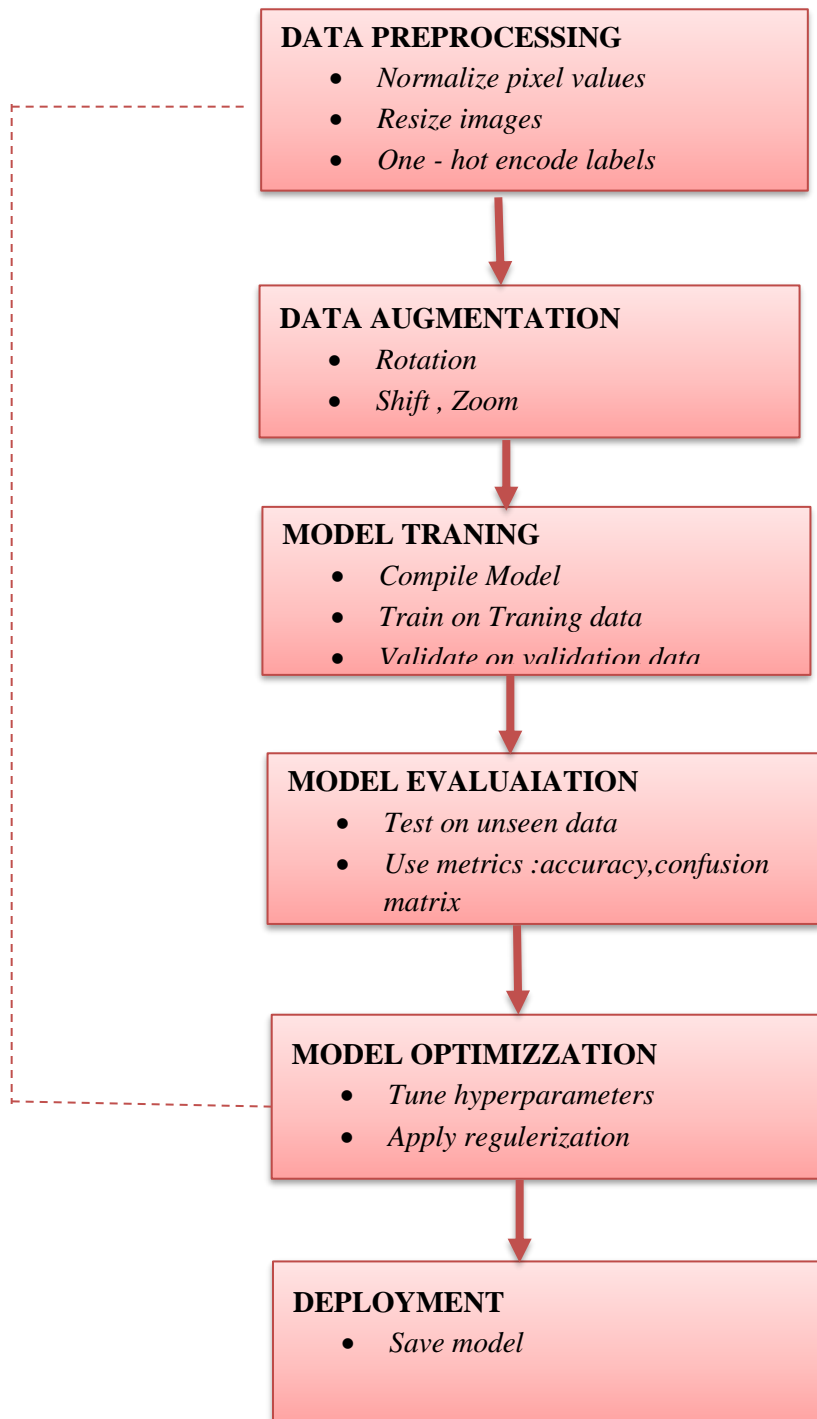 DATA PREPROCESSING
• Normalize pixel values
• Resize images
• One - hot encode labels
DATA AUGMENTATION
• Rotation
• Shift , Zoom
MODEL TRANING
• Compile Model
• Train on Traning data
• Validate on validation data
MODEL EVALUAIATION
• Test on unseen data
• Use metrics :accuracy,confusion
matrix
MODEL OPTIMIZZATION
• Tune hyperparameters
• Apply regulerization
DEPLOYMENT
• Save model